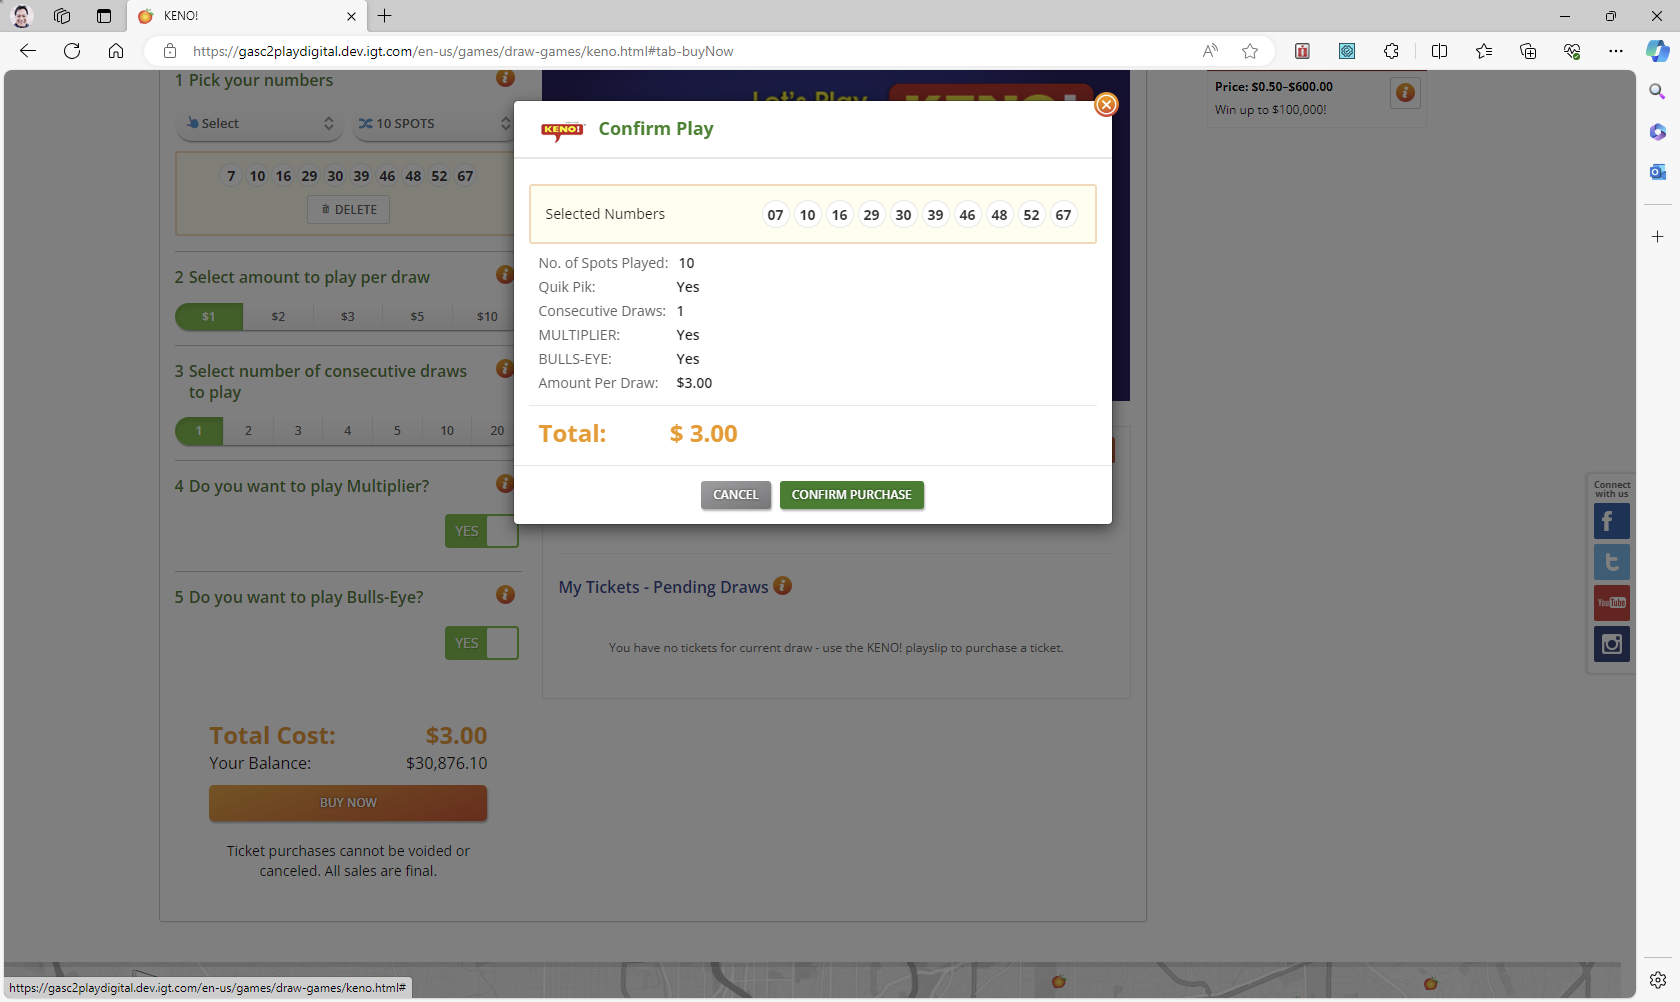 KENO!
https://gasc2playdigital.dev.igt.com/en-us/games/draw-games/keno.html#tab-buyNow
1 Pick your numbers
Select
10 SPOTS
7 10 16 29 30 39 46 48 52 67
DELETE
2 Select amount to play per draw
$1 $2 $3 $5 $10
3 Select number of consecutive draws
to play
1 2 3 4 5 10 20
4 Do you want to play Multiplier?
YES
5 Do you want to play Bulls-Eye?
YES
Total Cost: $3.00
Your Balance: $30,876.10
BUY NOW
Ticket purchases cannot be voided or
canceled. All sales are final.
Let's Play KENO!
KENO! Confirm Play
Selected Numbers 07 10 16 29 30 39 46 48 52 67
No. of Spots Played: 10
Quik Pik: Yes
Consecutive Draws: 1
MULTIPLIER: Yes
BULLS-EYE: Yes
Amount Per Draw: $3.00
Total: $ 3.00
CANCEL CONFIRM PURCHASE
My Tickets - Pending Draws
You have no tickets for current draw - use the KENO! playslip to purchase a ticket.
Price: $0.50–$600.00
Win up to $100,000!
Connect
with us
YouTube
https://gasc2playdigital.dev.igt.com/en-us/games/draw-games/keno.html#